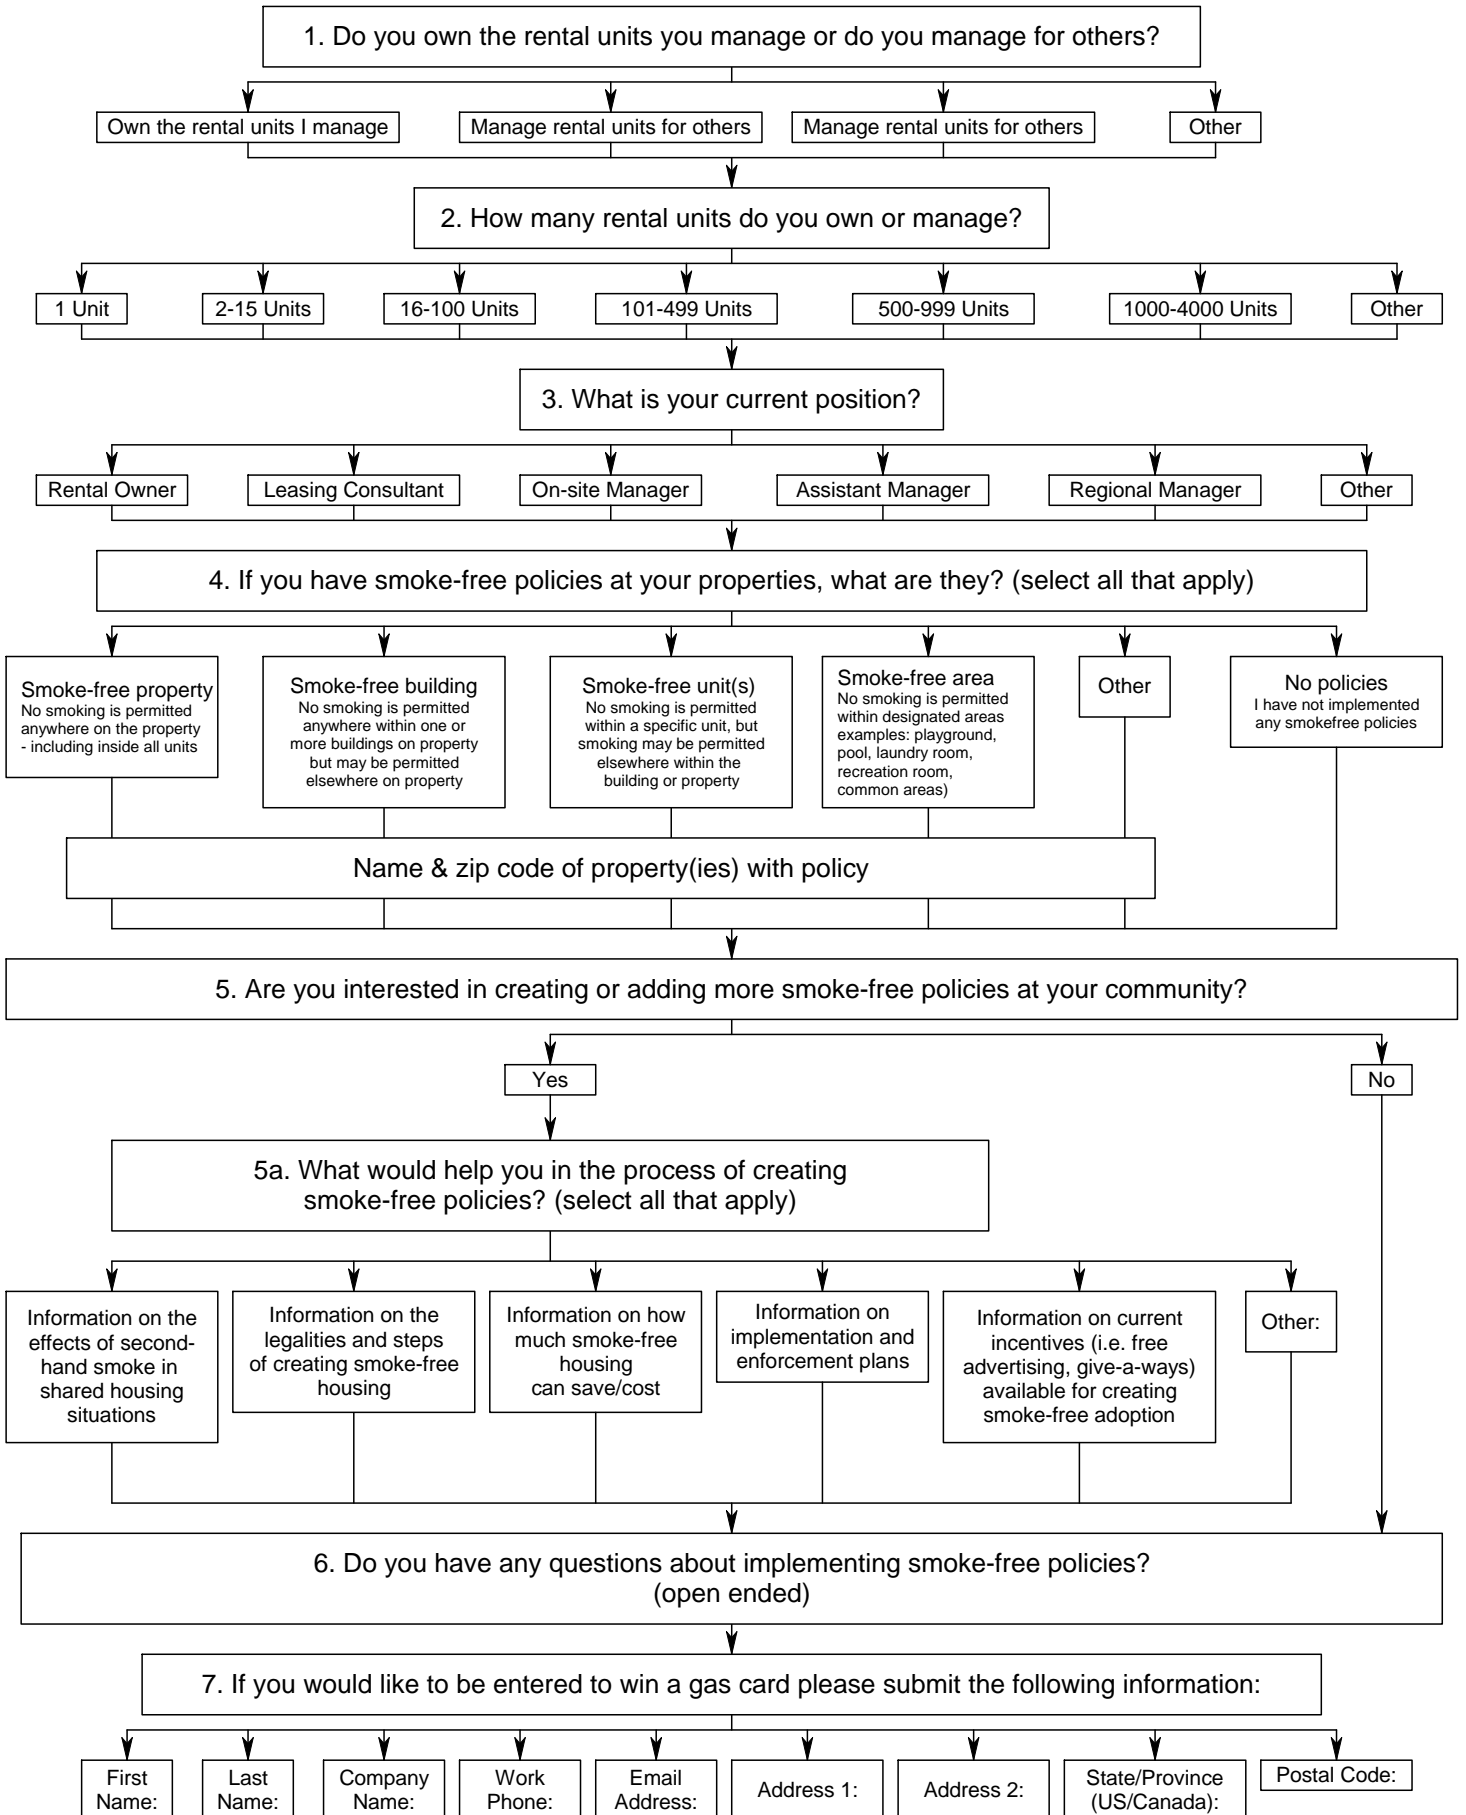 1. Do you own the rental units you manage or do you manage for others?
Own the rental units I manage
Manage rental units for others
Manage rental units for others
Other
2. How many rental units do you own or manage?
1 Unit
2-15 Units
16-100 Units
101-499 Units
500-999 Units
1000-4000 Units
Other
3. What is your current position?
Rental Owner
Leasing Consultant
On-site Manager
Assistant Manager
Regional Manager
Other
4. If you have smoke-free policies at your properties, what are they? (select all that apply)
Smoke-free property
No smoking is permitted
anywhere on the property
- including inside all units
Smoke-free building
No smoking is permitted
anywhere within one or
more buildings on property
but may be permitted
elsewhere on property
Smoke-free unit(s)
No smoking is permitted
within a specific unit, but
smoking may be permitted
elsewhere within the
building or property
Smoke-free area
No smoking is permitted
within designated areas
examples: playground,
pool, laundry room,
recreation room,
common areas)
Other
No policies
I have not implemented
any smokefree policies
Name & zip code of property(ies) with policy
5. Are you interested in creating or adding more smoke-free policies at your community?
Yes
No
5a. What would help you in the process of creating
smoke-free policies? (select all that apply)
Information on the
effects of second-
hand smoke in
shared housing
situations
Information on the
legalities and steps
of creating smoke-free
housing
Information on how
much smoke-free
housing
can save/cost
Information on
implementation and
enforcement plans
Information on current
incentives (i.e. free
advertising, give-a-ways)
available for creating
smoke-free adoption
Other:
6. Do you have any questions about implementing smoke-free policies?
(open ended)
7. If you would like to be entered to win a gas card please submit the following information:
First
Name:
Last
Name:
Company
Name:
Work
Phone:
Email
Address:
Address 1:
Address 2:
State/Province
(US/Canada):
Postal Code: